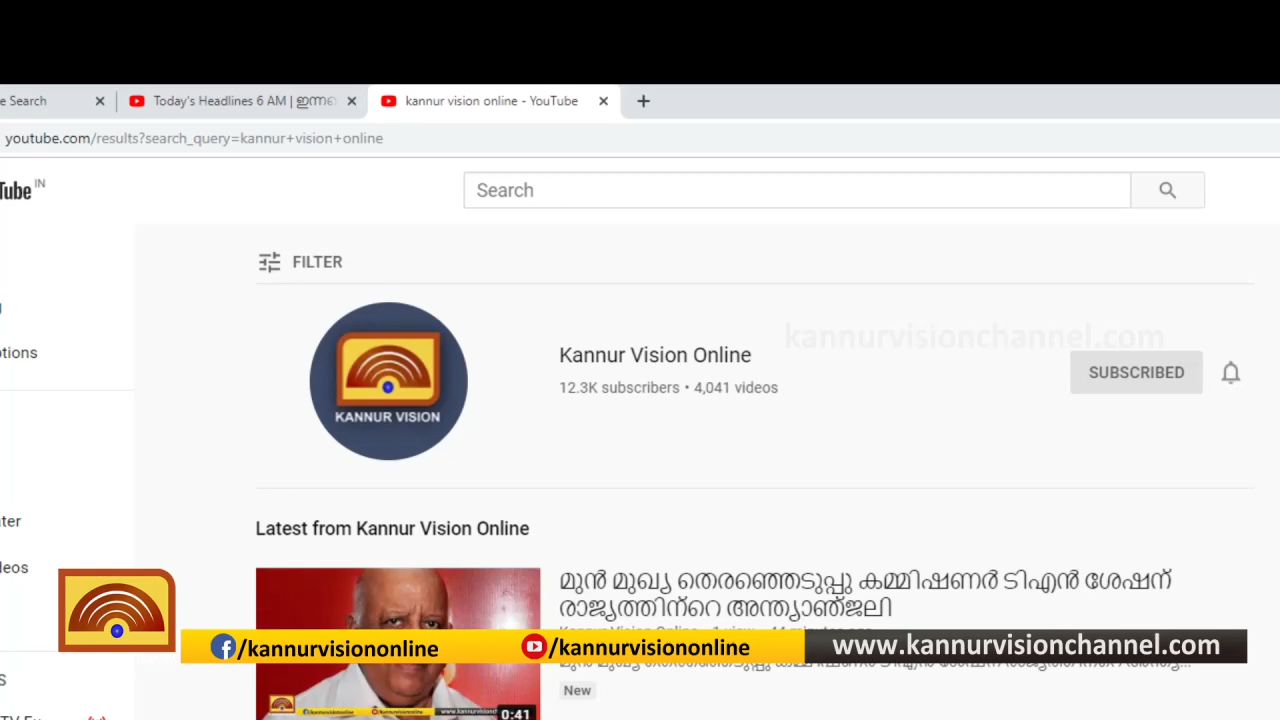 e Search
Today's Headlines 6 AM | ഇന്നത്
kannur vision online - YouTube
youtube.com/results?search_query=kannur+vision+online
Tube IN
Search
FILTER
kannurvisionchannel.com
Kannur Vision Online
12.3K subscribers • 4,041 videos
SUBSCRIBED
KANNUR VISION
otions
Latest from Kannur Vision Online
മുൻ മുഖ്യ തെരഞ്ഞെടുപ്പു കമ്മിഷണർ ടിഎൻ ശേഷന്
രാജ്യത്തിന്റെ അന്ത്യാഞ്ജലി
/kannurvisiononline
/kannurvisiononline
www.kannurvisionchannel.com
New
0:41